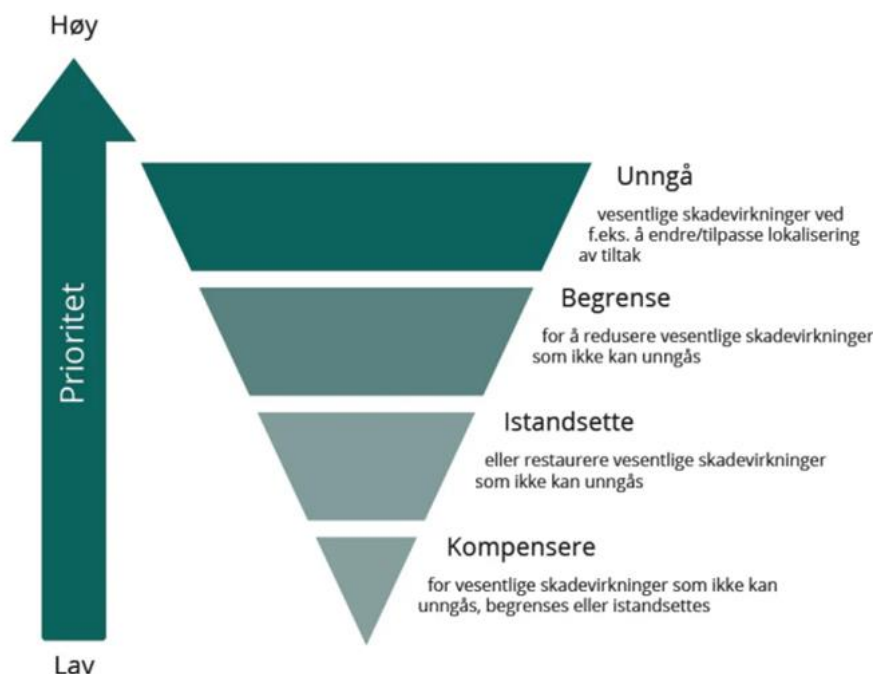 Høy
Prioritet
Unngå
vesentlige skadevirkninger ved
f.eks. å endre/tilpasse lokalisering
av tiltak
Begrense
for å redusere vesentlige skadevirkninger
som ikke kan unngås
Istandsette
eller restaurere vesentlige skadevirkninger
som ikke kan unngås
Kompensere
for vesentlige skadevirkninger som ikke kan
unngås, begrenses eller istandsettes
Lav